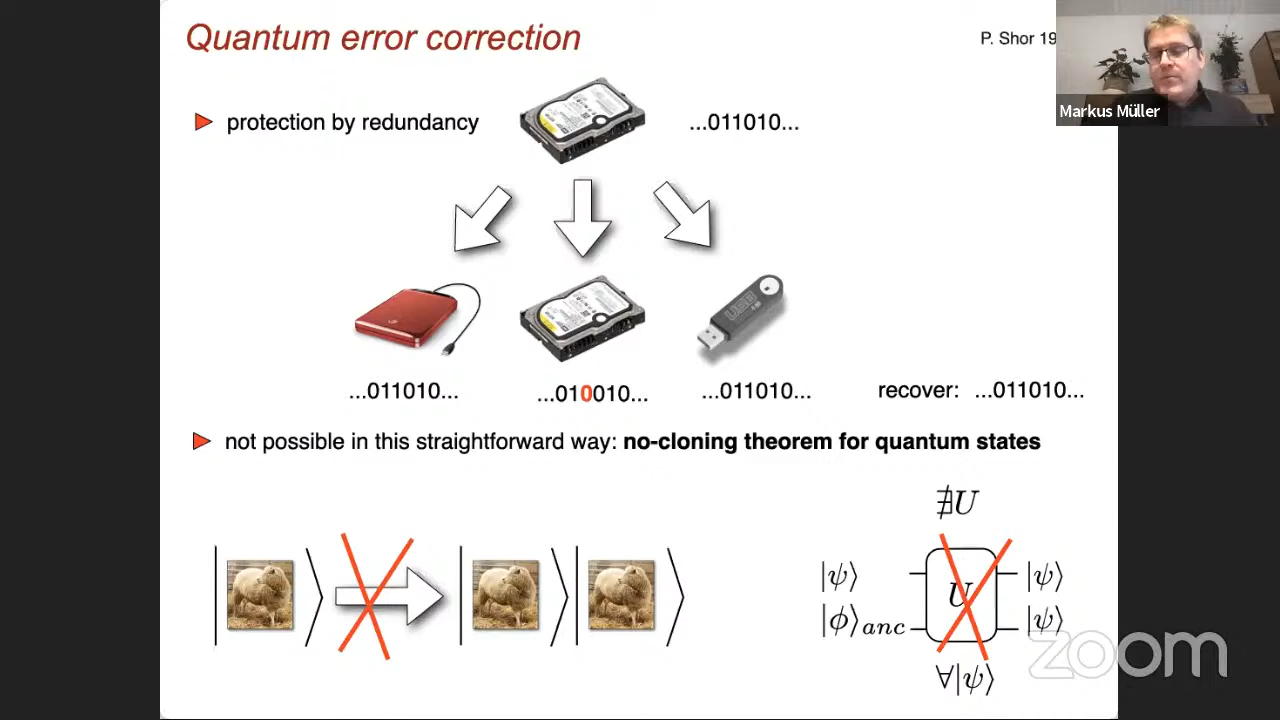 Quantum error correction
P. Shor 19
Markus Müller
protection by redundancy
...011010...
USB
...011010...
...010010...
...011010...
recover: ...011010...
not possible in this straightforward way: no-cloning theorem for quantum states
∄U
|ψ⟩
U
|ψ⟩
|ϕ⟩anc
|ψ⟩
∀|ψ⟩
zoom